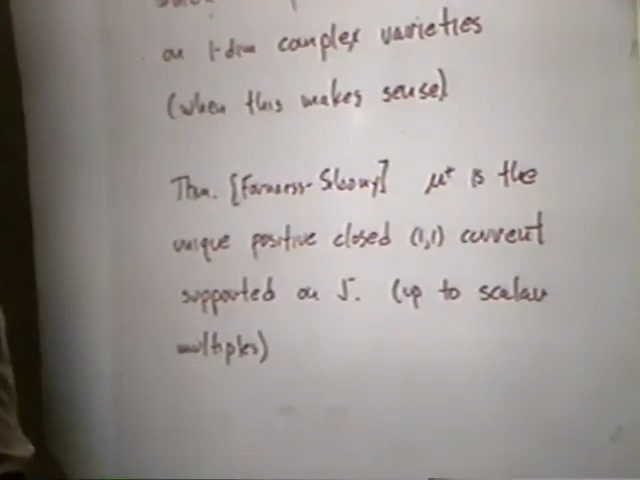 on 1-dim complex varieties
(when this makes sense)
Thm. [Fornæss-Sibony] μ⁺ is the
unique positive closed (1,1) current
supported on J. (up to scalar
multiples)